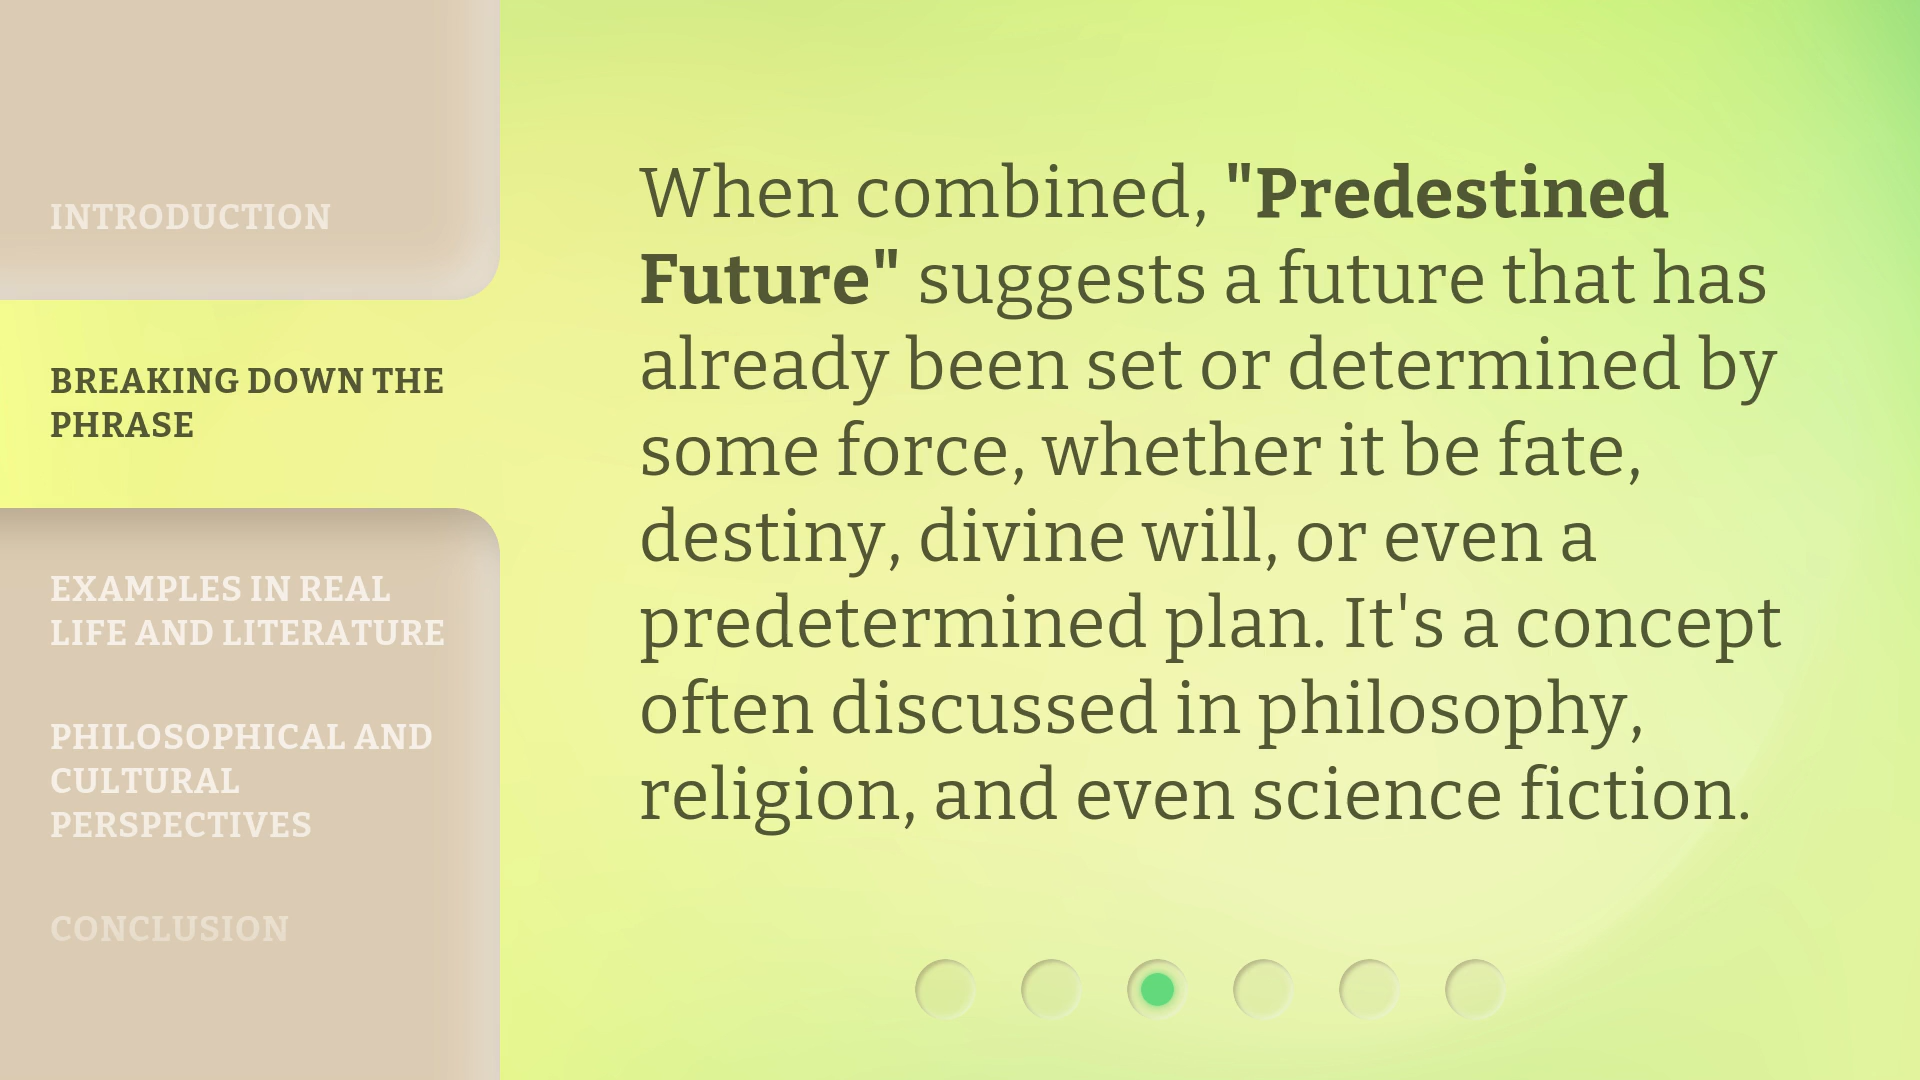 INTRODUCTION
BREAKING DOWN THE
PHRASE
EXAMPLES IN REAL
LIFE AND LITERATURE
PHILOSOPHICAL AND
CULTURAL
PERSPECTIVES
CONCLUSION
When combined, "Predestined
Future" suggests a future that has
already been set or determined by
some force, whether it be fate,
destiny, divine will, or even a
predetermined plan. It's a concept
often discussed in philosophy,
religion, and even science fiction.